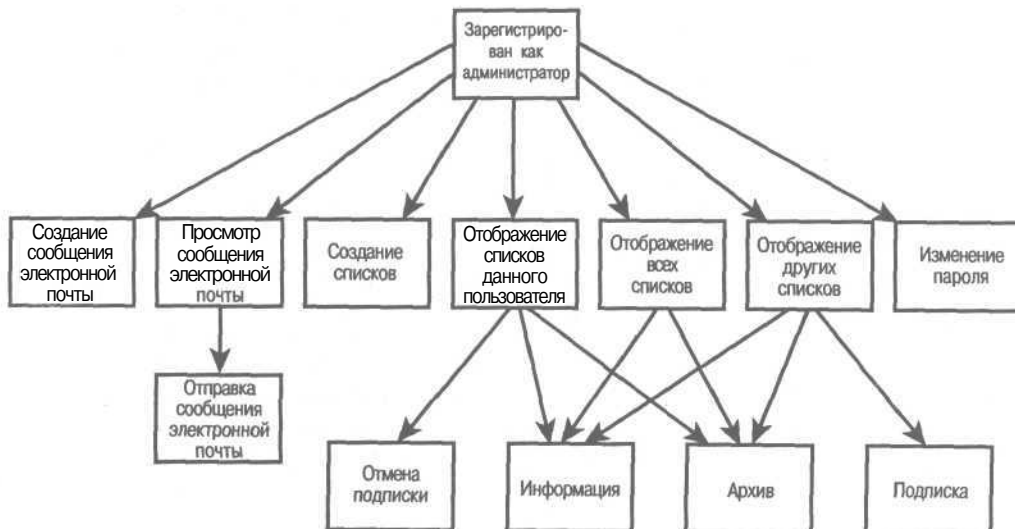 Зарегистриро-
ван как
администратор
Создание
сообщения
электронной
почты
Просмотр
сообщения
электронной
почты
Создание
списков
Отображение
списков
данного
пользователя
Отображение
всех
списков
Отображение
других
списков
Изменение
пароля
Отправка
сообщения
электронной
почты
Отмена
подписки
Информация
Архив
Подписка